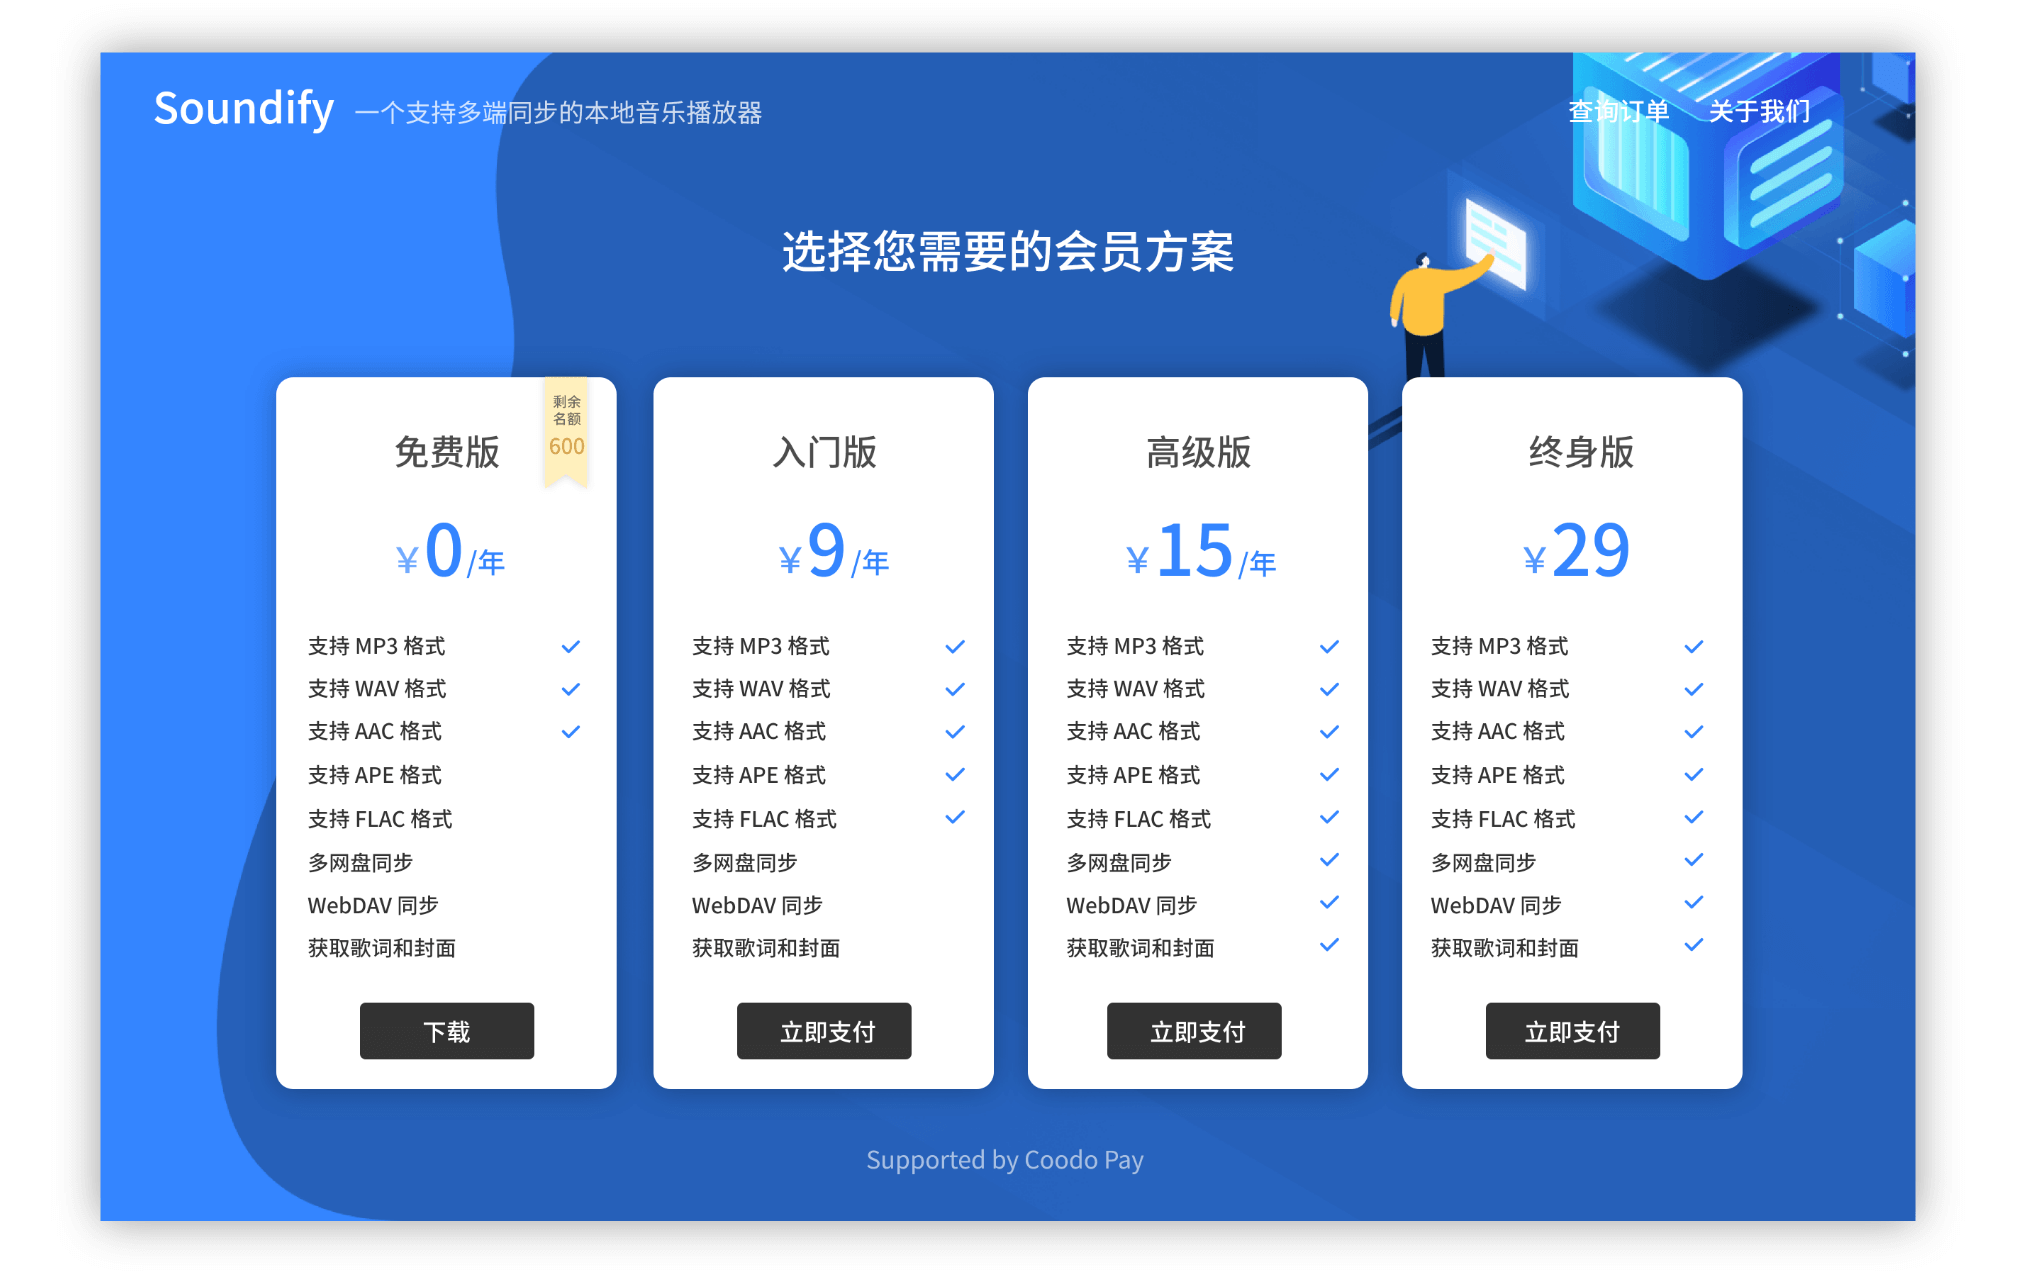 Soundify 一个支持多端同步的本地音乐播放器
查询订单 关于我们
选择您需要的会员方案
免费版
剩余
名额
600
¥0/年
支持 MP3 格式
支持 WAV 格式
支持 AAC 格式
支持 APE 格式
支持 FLAC 格式
多网盘同步
WebDAV 同步
获取歌词和封面
下载
入门版
¥9/年
支持 MP3 格式
支持 WAV 格式
支持 AAC 格式
支持 APE 格式
支持 FLAC 格式
多网盘同步
WebDAV 同步
获取歌词和封面
立即支付
高级版
¥15/年
支持 MP3 格式
支持 WAV 格式
支持 AAC 格式
支持 APE 格式
支持 FLAC 格式
多网盘同步
WebDAV 同步
获取歌词和封面
立即支付
终身版
¥29
支持 MP3 格式
支持 WAV 格式
支持 AAC 格式
支持 APE 格式
支持 FLAC 格式
多网盘同步
WebDAV 同步
获取歌词和封面
立即支付
Supported by Coodo Pay